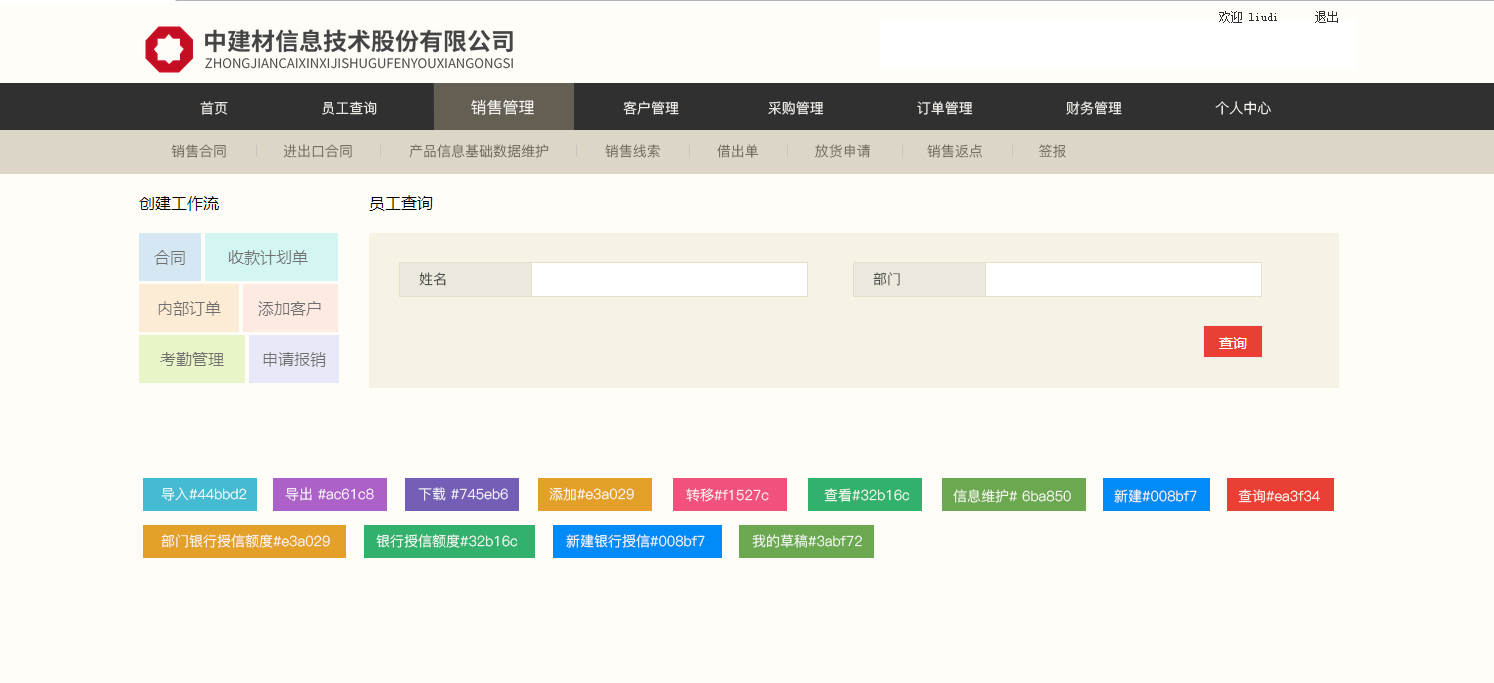 欢迎 liudi 退出
中建材信息技术股份有限公司
ZHONGJIANCAIXINXIJISHUGUFENYOUXIANGONGSI
首页 员工查询 销售管理 客户管理 采购管理 订单管理 财务管理 个人中心
销售合同 进出口合同 产品信息基础数据维护 销售线索 借出单 放货申请 销售返点 签报
创建工作流 员工查询
合同 收款计划单
内部订单 添加客户
考勤管理 申请报销
姓名 部门
查询
导入#44bbd2 导出 #ac61c8 下载 #745eb6 添加#e3a029 转移#f1527c 查看#32b16c 信息维护# 6ba850 新建#008bf7 查询#ea3f34
部门银行授信额度#e3a029 银行授信额度#32b16c 新建银行授信#008bf7 我的草稿#3abf72